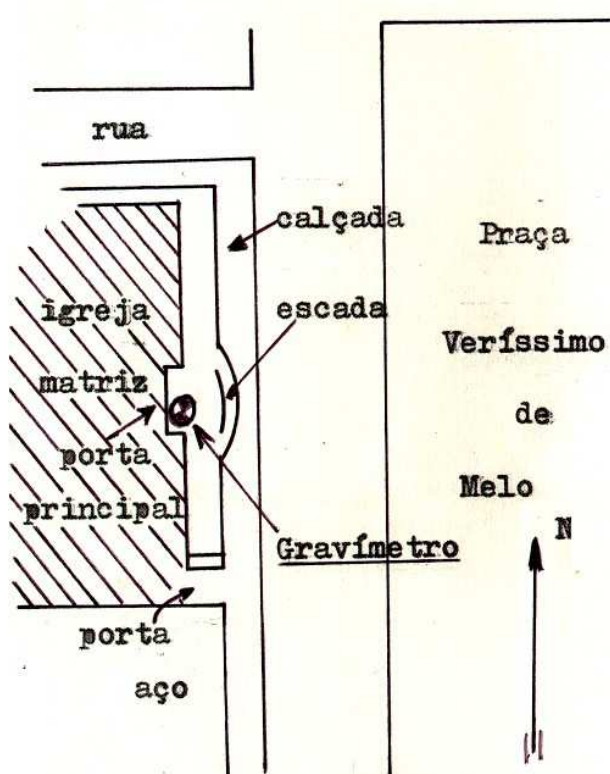 rua
calçada
Praça
escada
igreja
Veríssimo
matriz
de
porta
principal
Melo
N
Gravímetro
porta
aço